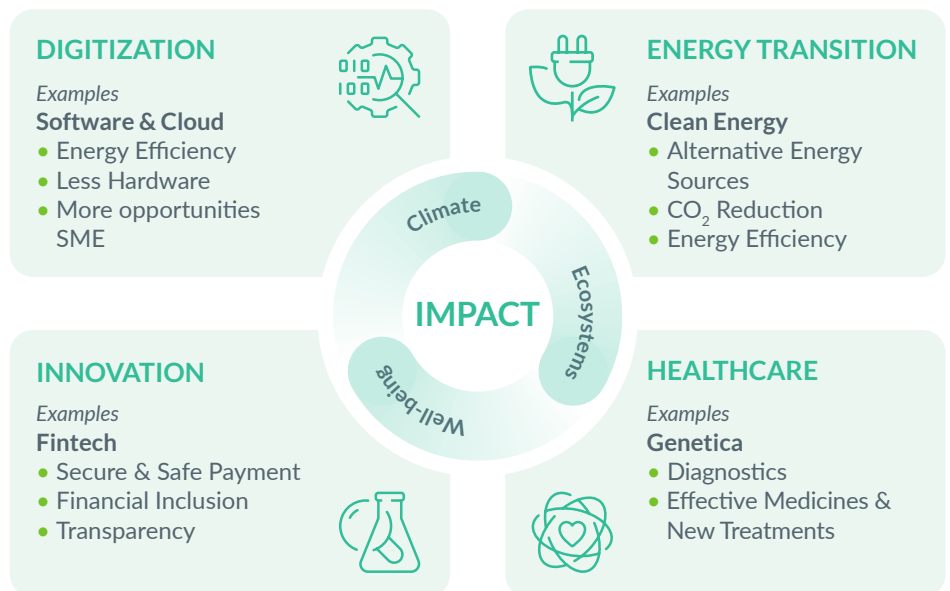 DIGITIZATION
Examples
Software & Cloud
• Energy Efficiency
• Less Hardware
• More opportunities
SME
ENERGY TRANSITION
Examples
Clean Energy
• Alternative Energy
Sources
• CO₂ Reduction
• Energy Efficiency
Climate
Ecosystems
Well-being
IMPACT
INNOVATION
Examples
Fintech
• Secure & Safe Payment
• Financial Inclusion
• Transparency
HEALTHCARE
Examples
Genetica
• Diagnostics
• Effective Medicines &
New Treatments